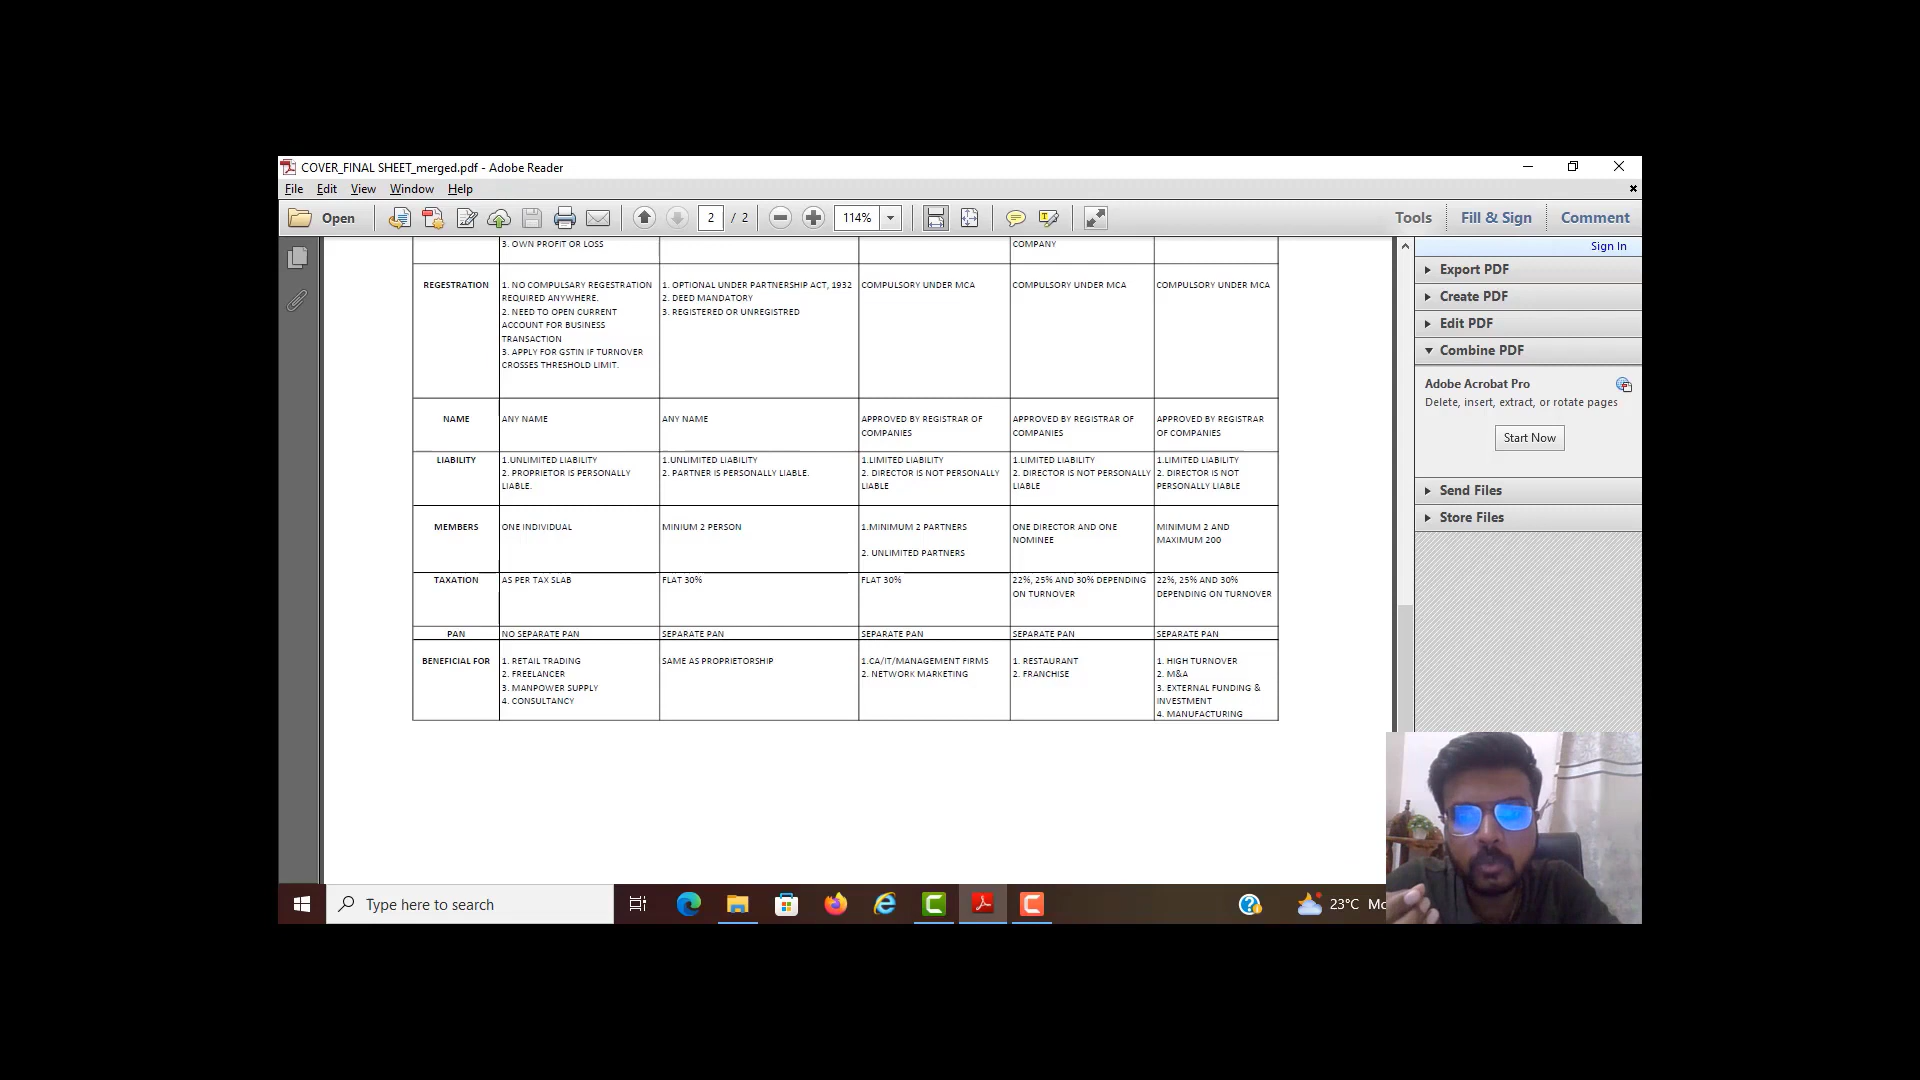 COVER_FINAL SHEET_merged.pdf - Adobe Reader
File Edit View Window Help
Open 2 / 2 114% Tools Fill & Sign Comment
Sign In
Export PDF
Create PDF
Edit PDF
Combine PDF
Adobe Acrobat Pro
Delete, insert, extract, or rotate pages
Start Now
Send Files
Store Files
3. OWN PROFIT OR LOSS
COMPANY
REGESTRATION
1. NO COMPULSARY REGESTRATION
REQUIRED ANYWHERE.
2. NEED TO OPEN CURRENT
ACCOUNT FOR BUSINESS
TRANSACTION
3. APPLY FOR GSTIN IF TURNOVER
CROSSES THRESHOLD LIMIT.
1. OPTIONAL UNDER PARTNERSHIP ACT, 1932
2. DEED MANDATORY
3. REGISTERED OR UNREGISTRED
COMPULSORY UNDER MCA
COMPULSORY UNDER MCA
COMPULSORY UNDER MCA
NAME
ANY NAME
ANY NAME
APPROVED BY REGISTRAR OF
COMPANIES
APPROVED BY REGISTRAR OF
COMPANIES
APPROVED BY REGISTRAR
OF COMPANIES
LIABILITY
1.UNLIMITED LIABILITY
2. PROPRIETOR IS PERSONALLY
LIABLE.
1.UNLIMITED LIABILITY
2. PARTNER IS PERSONALLY LIABLE.
1.LIMITED LIABILITY
2. DIRECTOR IS NOT PERSONALLY
LIABLE
1.LIMITED LIABILITY
2. DIRECTOR IS NOT PERSONALLY
LIABLE
1.LIMITED LIABILITY
2. DIRECTOR IS NOT
PERSONALLY LIABLE
MEMBERS
ONE INDIVIDUAL
MINIUM 2 PERSON
1.MINIMUM 2 PARTNERS
2. UNLIMITED PARTNERS
ONE DIRECTOR AND ONE
NOMINEE
MINIMUM 2 AND
MAXIMUM 200
TAXATION
AS PER TAX SLAB
FLAT 30%
FLAT 30%
22%, 25% AND 30% DEPENDING
ON TURNOVER
22%, 25% AND 30%
DEPENDING ON TURNOVER
PAN
NO SEPARATE PAN
SEPARATE PAN
SEPARATE PAN
SEPARATE PAN
SEPARATE PAN
BENEFICIAL FOR
1. RETAIL TRADING
2. FREELANCER
3. MANPOWER SUPPLY
4. CONSULTANCY
SAME AS PROPRIETORSHIP
1.CA/IT/MANAGEMENT FIRMS
2. NETWORK MARKETING
1. RESTAURANT
2. FRANCHISE
1. HIGH TURNOVER
2. M&A
3. EXTERNAL FUNDING &
INVESTMENT
4. MANUFACTURING
Type here to search
23°C Mo